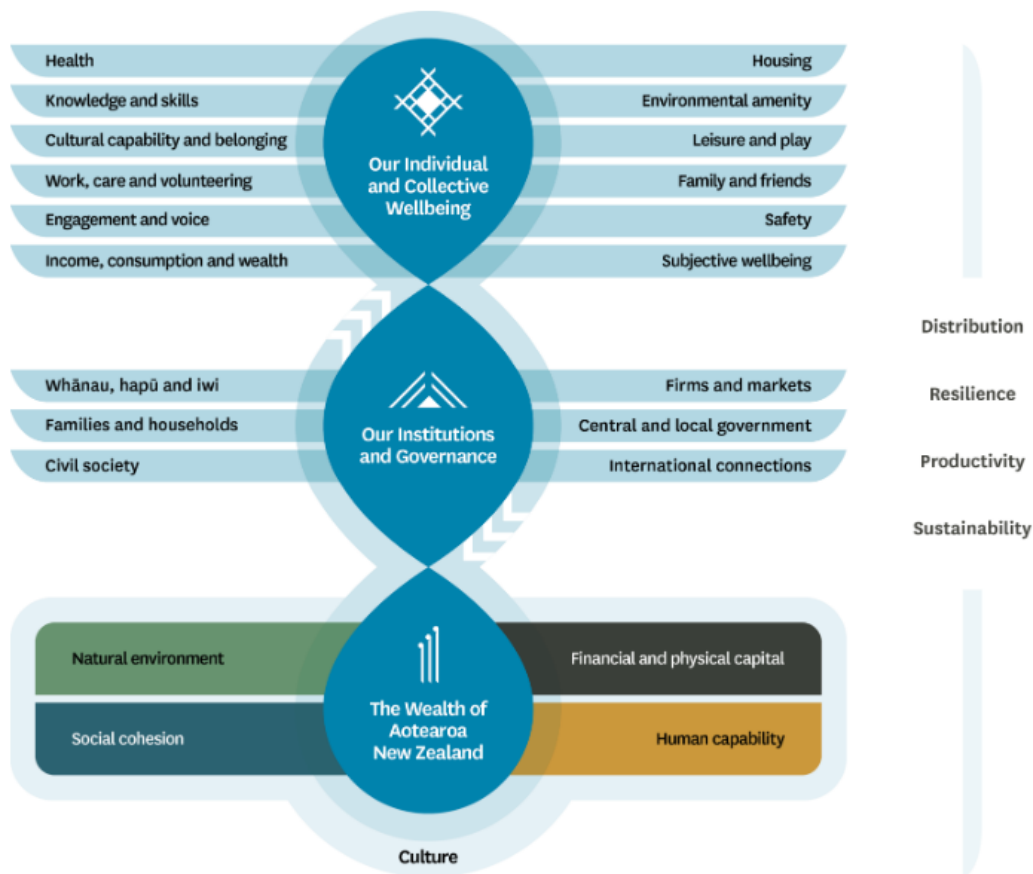 Health
Housing
Knowledge and skills
Environmental amenity
Cultural capability and belonging
Leisure and play
Work, care and volunteering
Family and friends
Engagement and voice
Safety
Income, consumption and wealth
Subjective wellbeing
Our Individual
and Collective
Wellbeing
Whānau, hapū and iwi
Firms and markets
Families and households
Central and local government
Civil society
International connections
Our Institutions
and Governance
Natural environment
Financial and physical capital
Social cohesion
Human capability
The Wealth of
Aotearoa
New Zealand
Culture
Distribution
Resilience
Productivity
Sustainability